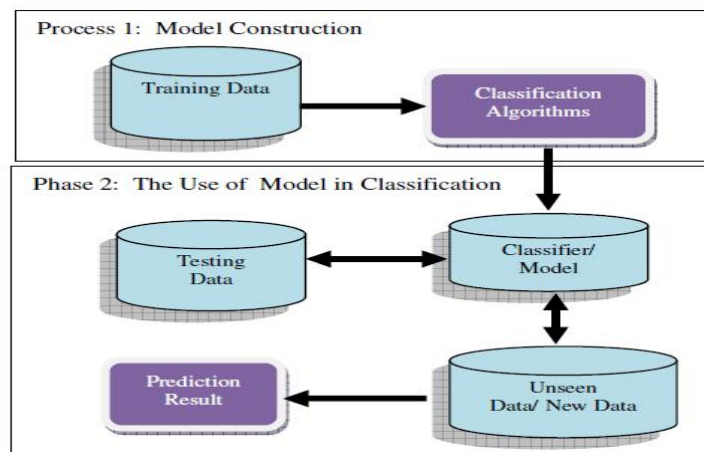 Process 1: Model Construction
Training Data
Classification
Algorithms
Phase 2: The Use of Model in Classification
Testing
Data
Classifier/
Model
Prediction
Result
Unseen
Data/ New Data